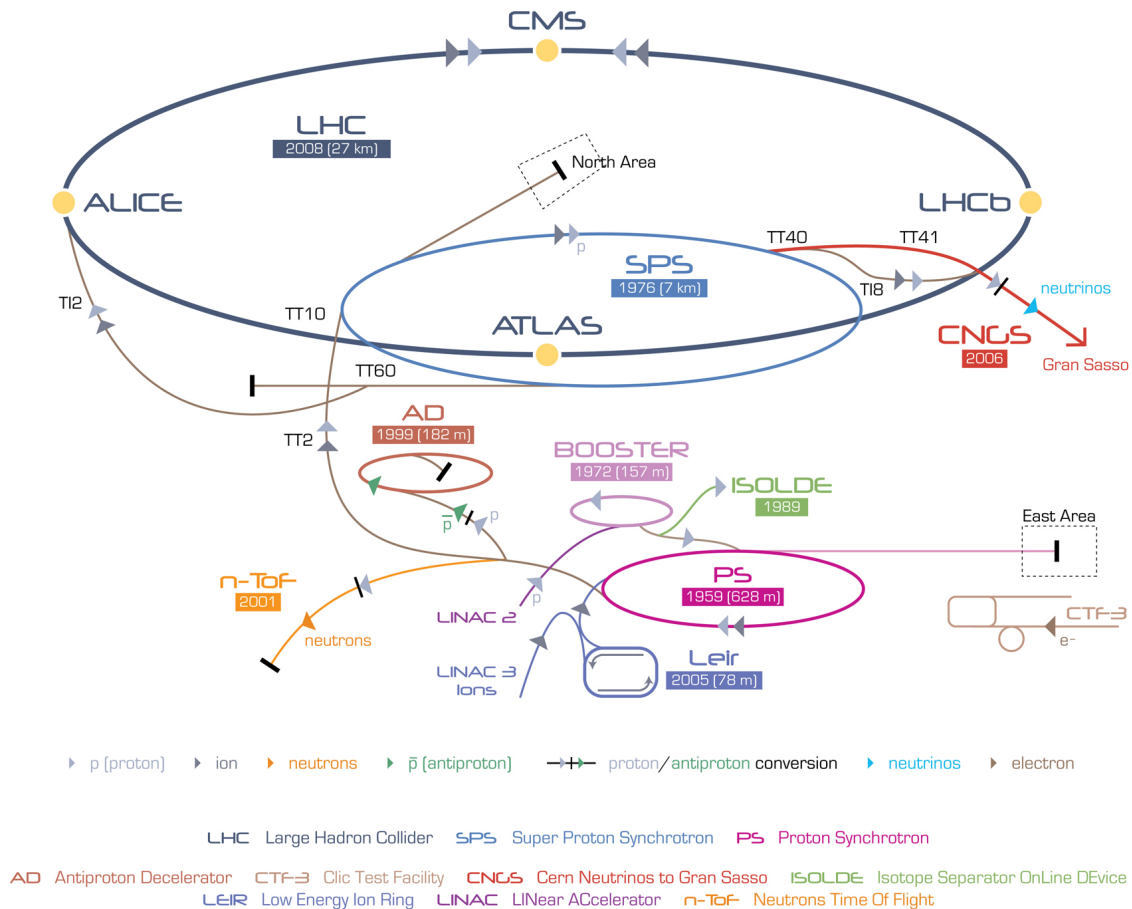 CMS
LHC
2008 (27 km)
North Area
ALICE
LHCb
TT40
TT41
p
SPS
1976 (7 km)
TI2
TI8
neutrinos
TT10
ATLAS
CNGS
2006
Gran Sasso
TT60
AD
1999 (182 m)
TT2
BOOSTER
1972 (157 m)
ISOLDE
1989
East Area
p̅
p
n-ToF
2001
PS
1959 (628 m)
p
LINAC 2
neutrons
CTF-3
e-
LINAC 3
Ions
Leir
2005 (78 m)
p (proton) ion neutrons p̅ (antiproton) proton/antiproton conversion neutrinos electron
LHC Large Hadron Collider SPS Super Proton Synchrotron PS Proton Synchrotron
AD Antiproton Decelerator CTF-3 Clic Test Facility CNGS Cern Neutrinos to Gran Sasso ISOLDE Isotope Separator OnLine DEvice
LEIR Low Energy Ion Ring LINAC LINear ACcelerator n-ToF Neutrons Time Of Flight